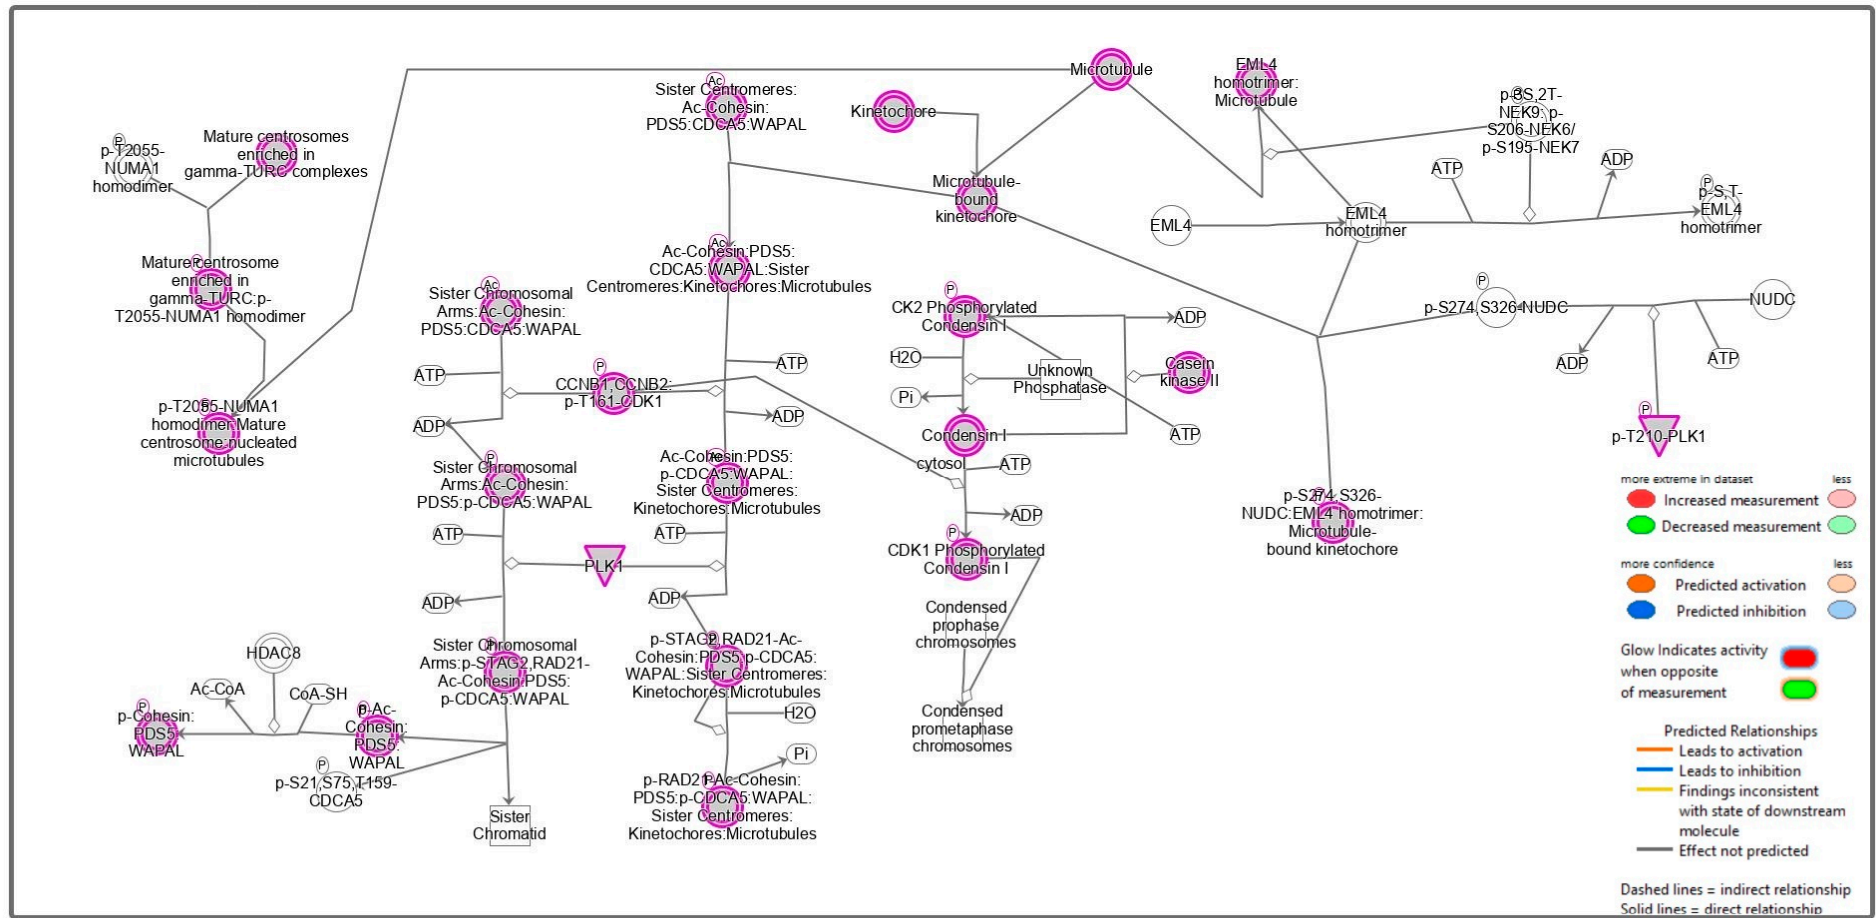 Microtubule
EML4
homotrimer:
Microtubule
Ac
Sister Centromeres:
Ac-Cohesin:
PDS5:CDCA5:WAPAL
Kinetochore
NEK9: p-
S206-NEK6/
p-S195-NEK7
P
p-T2055-
NUMA1
homodimer
Mature centrosomes
enriched in
gamma-TURC complexes
Microtubule-
bound
kinetochore
ATP
ADP
P
p-S,T-
EML4
homotrimer
EML4
EML4
homotrimer
Mature centrosome
enriched in
gamma-TURC:p-
T2055-NUMA1 homodimer
Ac
Ac-Cohesin:PDS5:
CDCA5:WAPAL:Sister
Centromeres:Kinetochores:Microtubules
Ac
Sister Chromosomal
Arms:Ac-Cohesin:
PDS5:CDCA5:WAPAL
P
CK2 Phosphorylated
Condensin I
ADP
P
p-S274,S326-NUDC
NUDC
H2O
Unknown
Phosphatase
Casein
kinase II
ADP
ATP
ATP
ATP
P
CCNB1,CCNB2:
p-T161-CDK1
Pi
ADP
ADP
Condensin I
ATP
cytosol
P
p-T210-PLK1
p-T2055-NUMA1
homodimer:Mature
centrosome-nucleated
microtubules
P
Sister Chromosomal
Arms:Ac-Cohesin:
PDS5:p-CDCA5:WAPAL
Ac-Cohesin:PDS5:
p-CDCA5:WAPAL:
Sister Centromeres:
Kinetochores:Microtubules
ATP
ADP
P
CDK1 Phosphorylated
Condensin I
p-S274,S326-
NUDC:EML4 homotrimer:
Microtubule-
bound kinetochore
more extreme in dataset less
Increased measurement
Decreased measurement
more confidence less
Predicted activation
Predicted inhibition
Glow Indicates activity
when opposite
of measurement
Predicted Relationships
Leads to activation
Leads to inhibition
Findings inconsistent
with state of downstream
molecule
Effect not predicted
Dashed lines = indirect relationship
Solid lines = direct relationship
ATP
ATP
PLK1
ADP
ADP
Condensed
prophase
chromosomes
Condensed
prometaphase
chromosomes
Sister Chromosomal
Arms:p-STAG2,RAD21-
Ac-Cohesin:PDS5:
p-CDCA5:WAPAL
p-STAG2,RAD21-Ac-
Cohesin:PDS5:p-CDCA5:
WAPAL:Sister Centromeres:
Kinetochores:Microtubules
H2O
Pi
HDAC8
Ac-CoA
CoA-SH
P
p-Cohesin:
PDS5:
WAPAL
p-Ac-
Cohesin:
PDS5:
WAPAL
P
p-S21,S75,T159-
CDCA5
Sister
Chromatid
p-RAD21-Ac-Cohesin:
PDS5:p-CDCA5:WAPAL:
Sister Centromeres:
Kinetochores:Microtubules